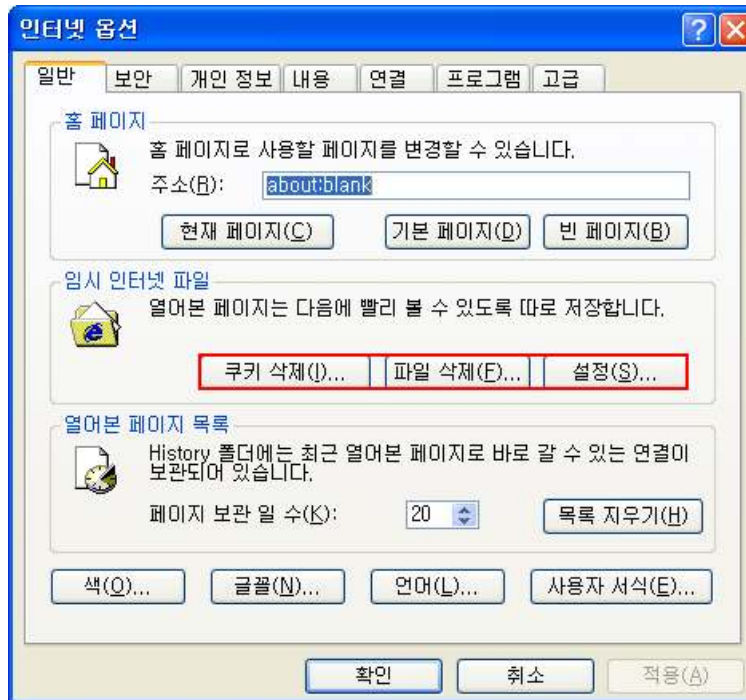 인터넷 옵션
일반 보안 개인 정보 내용 연결 프로그램 고급
홈 페이지
홈 페이지로 사용할 페이지를 변경할 수 있습니다.
주소(R): about:blank
현재 페이지(C) 기본 페이지(D) 빈 페이지(B)
임시 인터넷 파일
열어본 페이지는 다음에 빨리 볼 수 있도록 따로 저장합니다.
쿠키 삭제(I)... 파일 삭제(F)... 설정(S)...
열어본 페이지 목록
History 폴더에는 최근 열어본 페이지로 바로 갈 수 있는 연결이
보관되어 있습니다.
페이지 보관 일 수(K): 20 목록 지우기(H)
색(O)... 글꼴(N)... 언어(L)... 사용자 서식(E)...
확인 취소 적용(A)